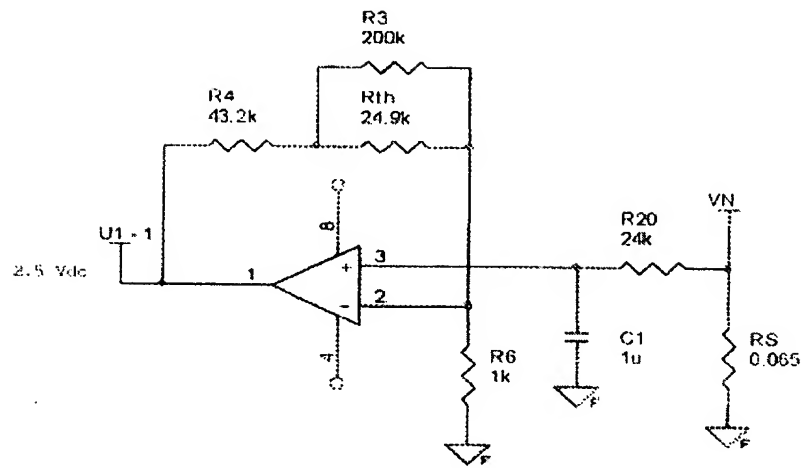 R3
200k
R4
43.2k
Rth
24.9k
U1 - 1
2.5 Vdc
8
1
+
3
-
2
4
R6
1k
C1
1u
R20
24k
VN
RS
0.065
F
F
F